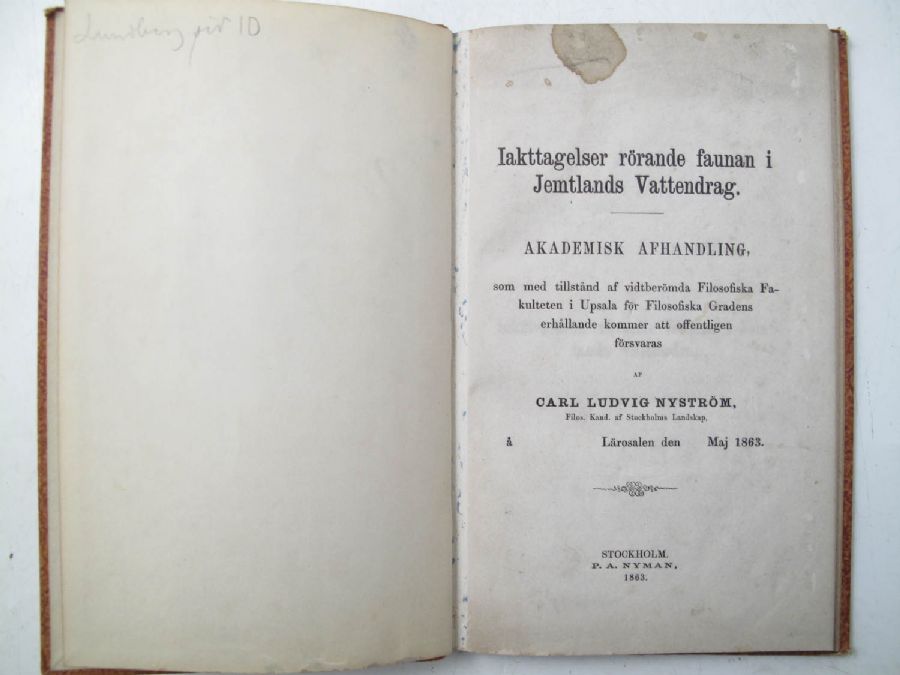 Lundberg
Iakttagelser rörande faunan i
Jemtlands Vattendrag.
AKADEMISK AFHANDLING,
som med tillstånd af vidtberömda Filosofiska Fa-
kulteten i Upsala för Filosofiska Gradens
erhållande kommer att offentligen
försvaras
AF
CARL LUDVIG NYSTRÖM,
Filos. Kand. af Stockholms Landskap,
å Lärosalen den Maj 1863.
STOCKHOLM.
P. A. NYMAN,
1863.